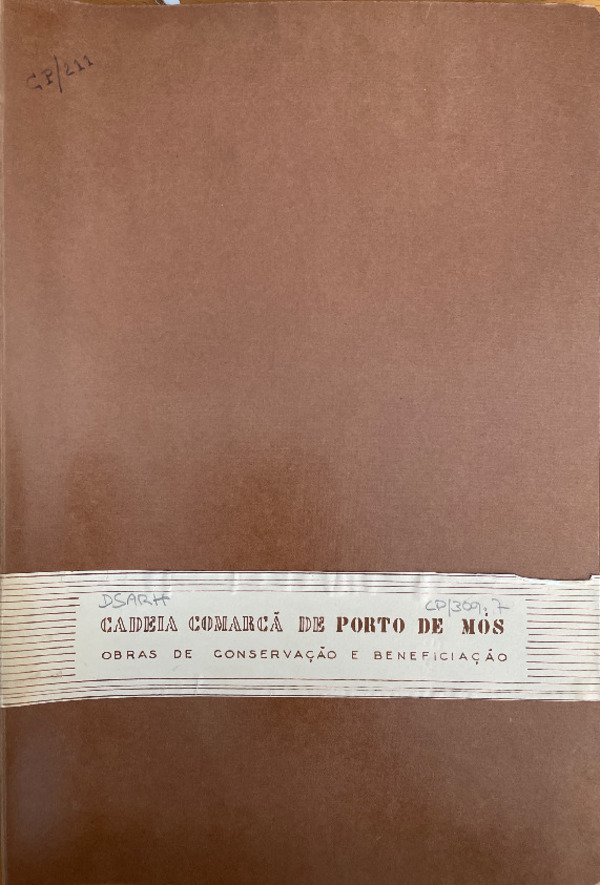 CP/211
DSARH CP/309.7
CADEIA COMARCÃ DE PORTO DE MÓS
OBRAS DE CONSERVAÇÃO E BENEFICIAÇÃO